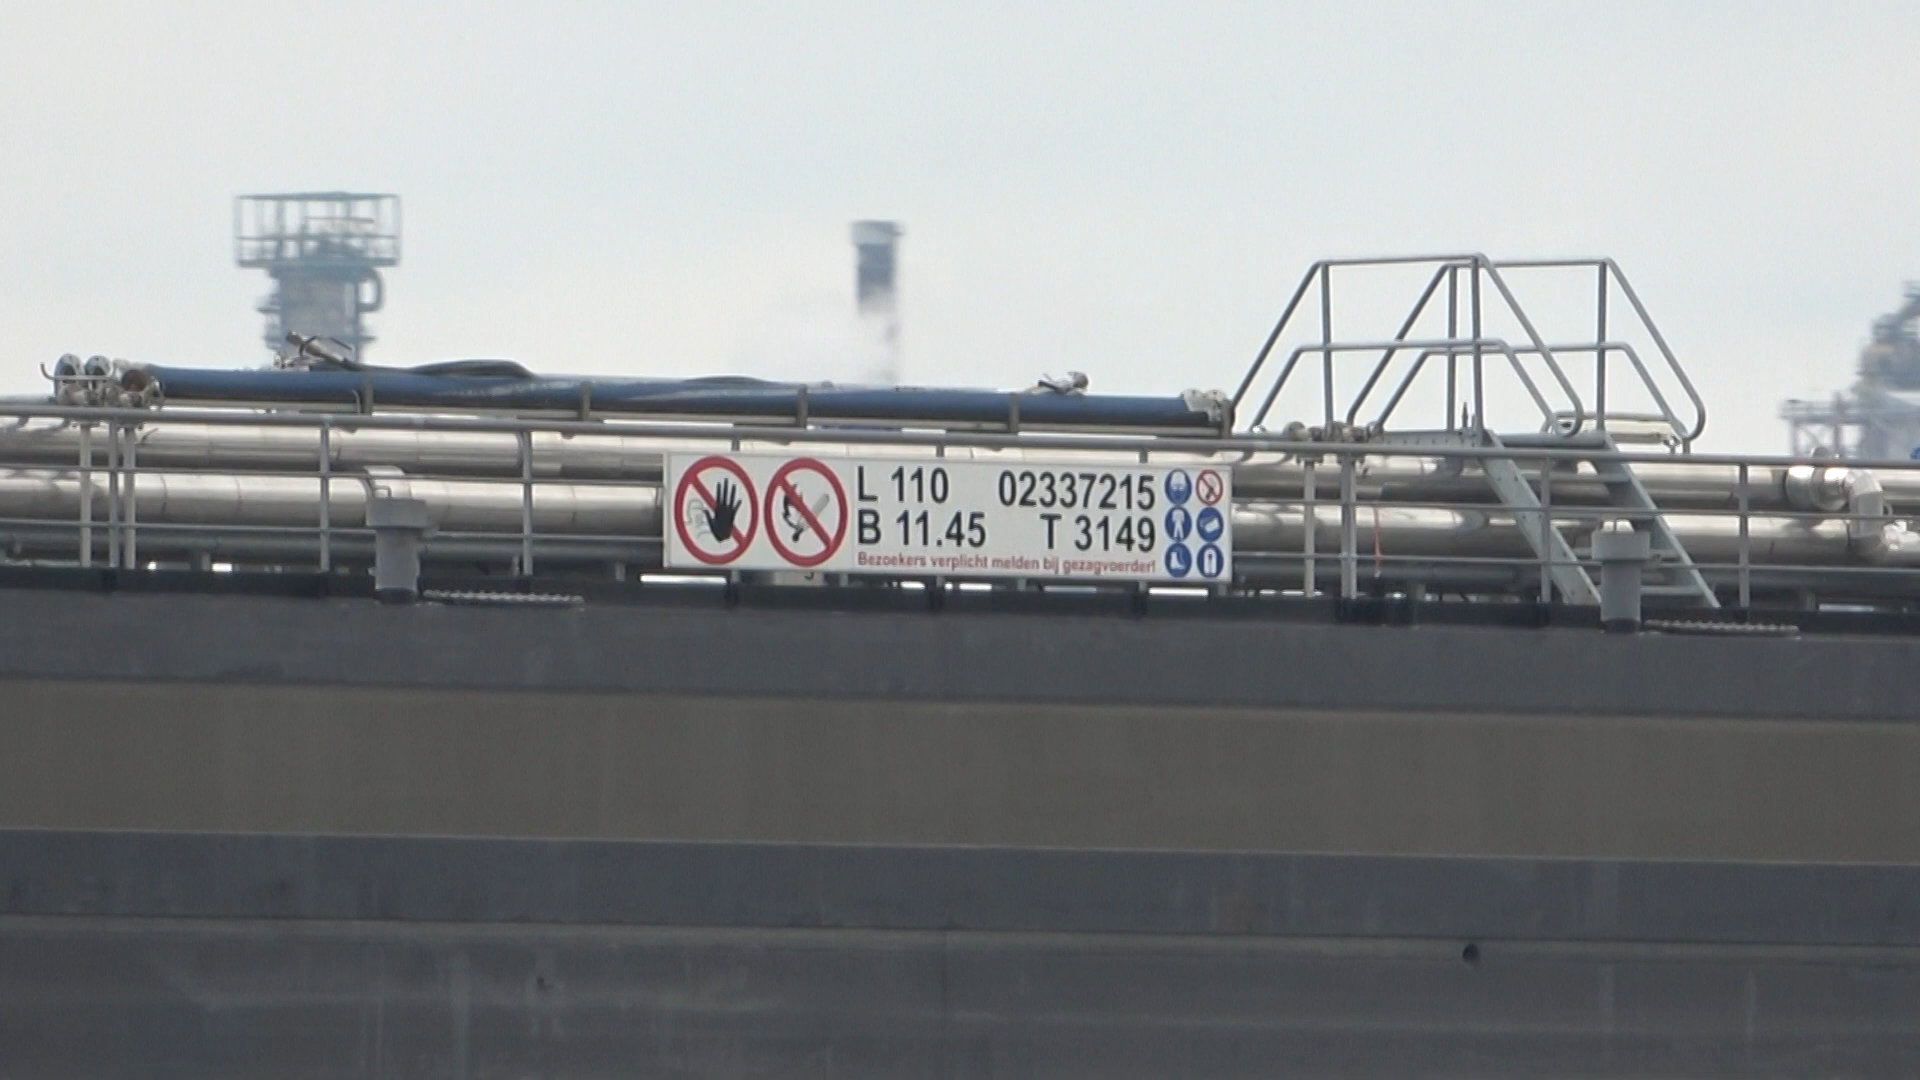 L 110 02337215
B 11.45 T 3149
Bezoekers verplicht melden bij gezagvoerder!